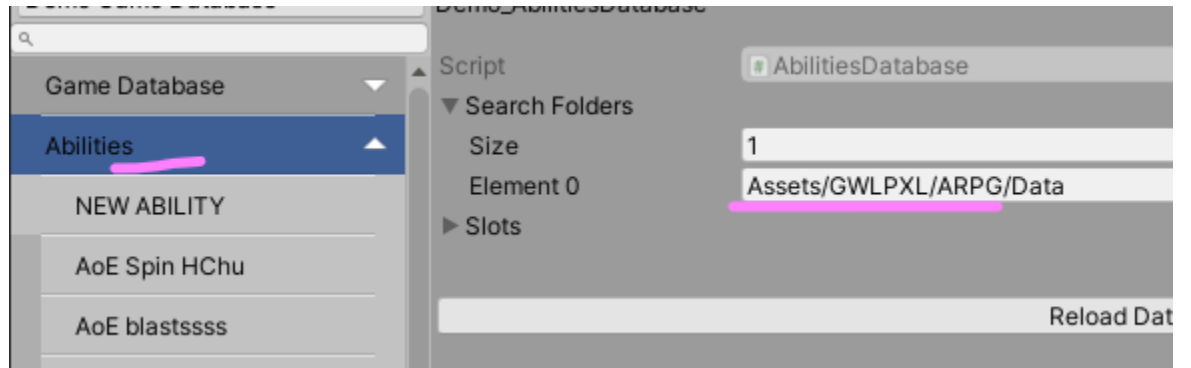 Demo Game Database
Demo_AbilitiesDatabase
Game Database
Abilities
NEW ABILITY
AoE Spin HChu
AoE blastssss
Script
AbilitiesDatabase
Search Folders
Size
1
Element 0
Assets/GWLPXL/ARPG/Data
Slots
Reload Dat